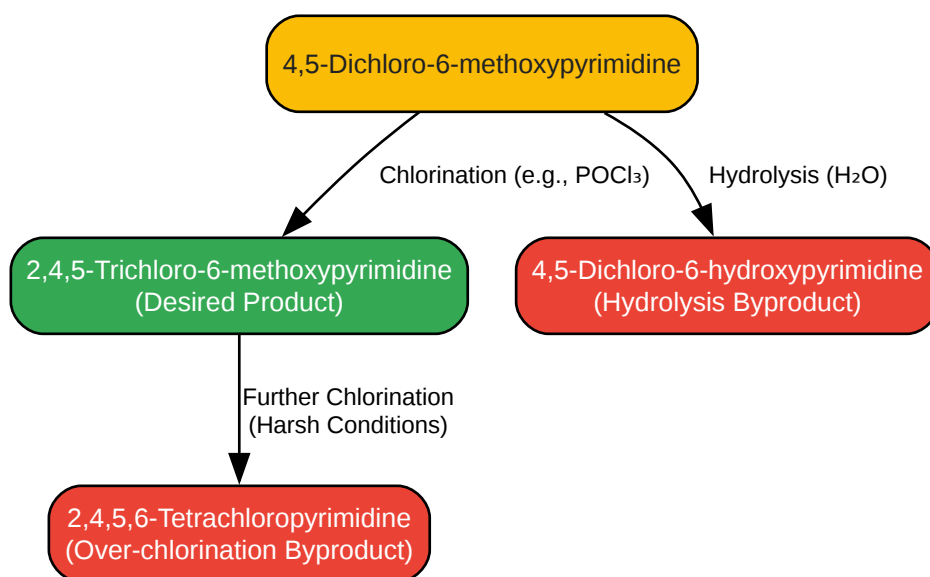 4,5-Dichloro-6-methoxypyrimidine
Chlorination (e.g., POCl₃)
Hydrolysis (H₂O)
2,4,5-Trichloro-6-methoxypyrimidine
(Desired Product)
4,5-Dichloro-6-hydroxypyrimidine
(Hydrolysis Byproduct)
Further Chlorination
(Harsh Conditions)
2,4,5,6-Tetrachloropyrimidine
(Over-chlorination Byproduct)